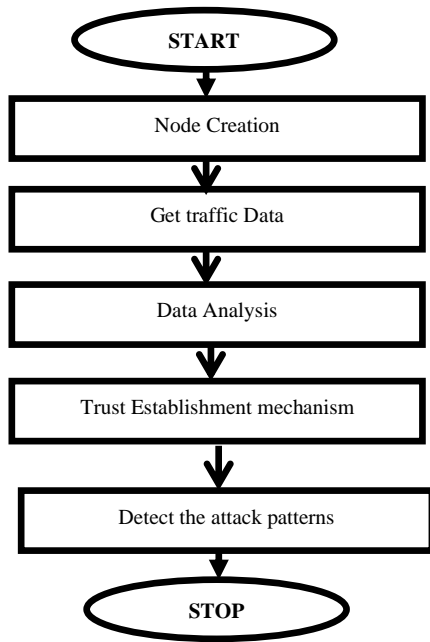 START
Node Creation
Get traffic Data
Data Analysis
Trust Establishment mechanism
Detect the attack patterns
STOP